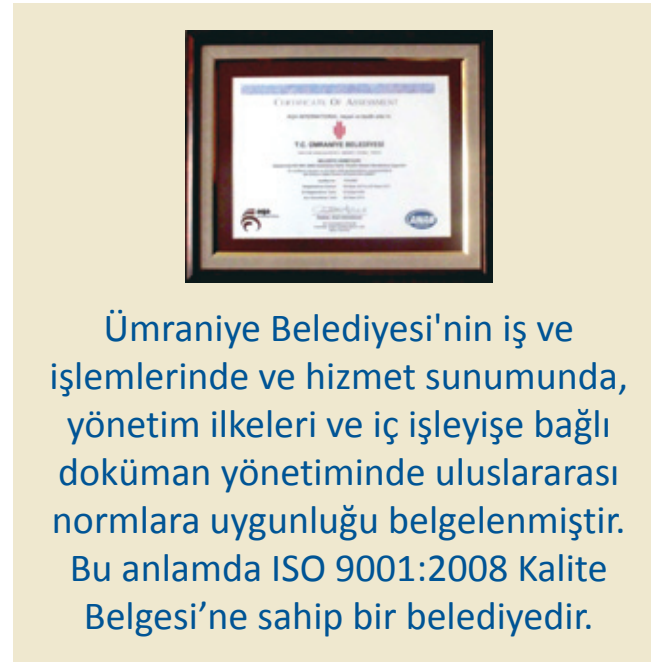 CERTIFICATE OF ASSESSMENT
T.C. ÜMRANİYE BELEDİYESİ
ANAB
Ümraniye Belediyesi'nin iş ve
işlemlerinde ve hizmet sunumunda,
yönetim ilkeleri ve iç işleyişe bağlı
doküman yönetiminde uluslararası
normlara uygunluğu belgelenmiştir.
Bu anlamda ISO 9001:2008 Kalite
Belgesi’ne sahip bir belediyedir.